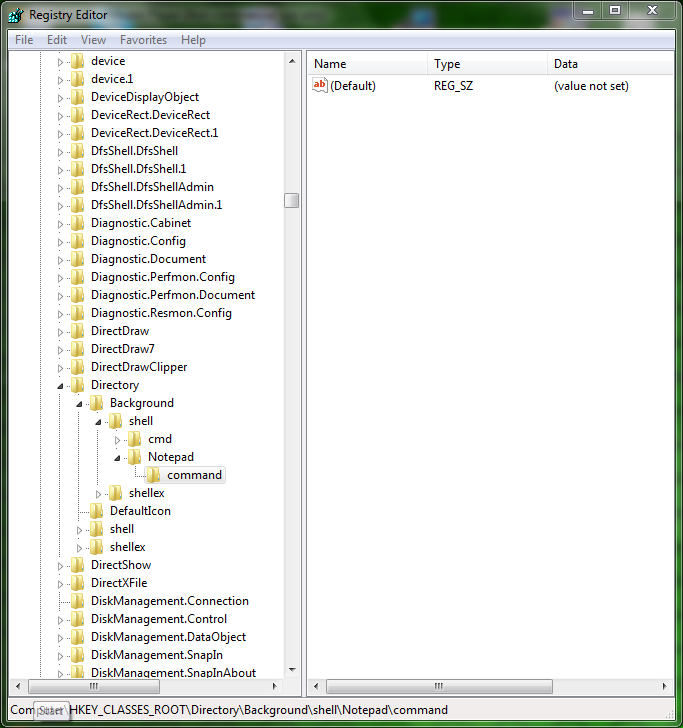 Registry Editor
File Edit View Favorites Help
device
device.1
DeviceDisplayObject
DeviceRect.DeviceRect
DeviceRect.DeviceRect.1
DfsShell.DfsShell
DfsShell.DfsShell.1
DfsShell.DfsShellAdmin
DfsShell.DfsShellAdmin.1
Diagnostic.Cabinet
Diagnostic.Config
Diagnostic.Document
Diagnostic.Perfmon.Config
Diagnostic.Perfmon.Document
Diagnostic.Resmon.Config
DirectDraw
DirectDraw7
DirectDrawClipper
Directory
Background
shell
cmd
Notepad
command
shellex
DefaultIcon
shell
shellex
DirectShow
DirectXFile
DiskManagement.Connection
DiskManagement.Control
DiskManagement.DataObject
DiskManagement.SnapIn
DiskManagement.SnapInAbout
Name Type Data
ab (Default) REG_SZ (value not set)
Computer\HKEY_CLASSES_ROOT\Directory\Background\shell\Notepad\command
Start